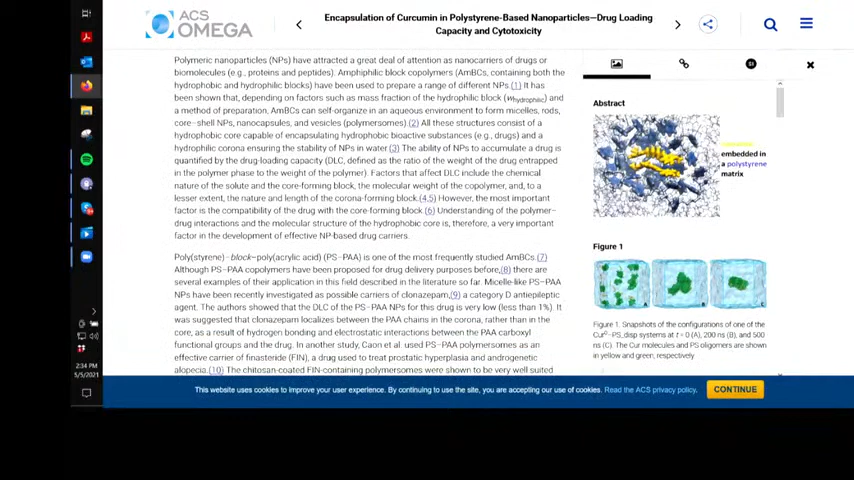 ACS
OMEGA
Encapsulation of Curcumin in Polystyrene-Based Nanoparticles—Drug Loading
Capacity and Cytotoxicity
Polymeric nanoparticles (NPs) have attracted a great deal of attention as nanocarriers of drugs or
biomolecules (e.g., proteins and peptides). Amphiphilic block copolymers (AmBCs, containing both the
hydrophobic and hydrophilic blocks) have been used to prepare a range of different NPs.(1) It has
been shown that, depending on factors such as mass fraction of the hydrophilic block (whydrophilic) and
a method of preparation, AmBCs can self-organize in an aqueous environment to form micelles, rods,
core−shell NPs, nanocapsules, and vesicles (polymersomes).(2) All these structures consist of a
hydrophobic core capable of encapsulating hydrophobic bioactive substances (e.g., drugs) and a
hydrophilic corona ensuring the stability of NPs in water.(3) The ability of NPs to accumulate a drug is
quantified by the drug-loading capacity (DLC, defined as the ratio of the weight of the drug entrapped
in the polymer phase to the weight of the polymer). Factors that affect DLC include the chemical
nature of the solute and the core-forming block, the molecular weight of the copolymer, and, to a
lesser extent, the nature and length of the corona-forming block.(4,5) However, the most important
factor is the compatibility of the drug with the core-forming block.(6) Understanding of the polymer−
drug interactions and the molecular structure of the hydrophobic core is, therefore, a very important
factor in the development of effective NP-based drug carriers.
Poly(styrene)−block−poly(acrylic acid) (PS−PAA) is one of the most frequently studied AmBCs.(7)
Although PS−PAA copolymers have been proposed for drug delivery purposes before,(8) there are
several examples of their application in this field described in the literature so far. Micelle-like PS−PAA
NPs have been recently investigated as possible carriers of clonazepam,(9) a category D antiepileptic
agent. The authors showed that the DLC of the PS−PAA NPs for this drug is very low (less than 1%). It
was suggested that clonazepam localizes between the PAA chains in the corona, rather than in the
core, as a result of hydrogen bonding and electrostatic interactions between the PAA carboxyl
functional groups and the drug. In another study, Caon et al. used PS−PAA polymersomes as an
effective carrier of finasteride (FIN), a drug used to treat prostatic hyperplasia and androgenetic
alopecia.(10) The chitosan-coated FIN-containing polymersomes were shown to be very well suited
SI
Abstract
embedded in
a polystyrene
matrix
Figure 1
A
B
C
Figure 1. Snapshots of the configurations of one of the
Cur0−PS_disp systems at t = 0 (A), 200 ns (B), and 500
ns (C). The Cur molecules and PS oligomers are shown
in yellow and green, respectively.
This website uses cookies to improve your user experience. By continuing to use the site, you are accepting our use of cookies. Read the ACS privacy policy.
CONTINUE
2:34 PM
5/5/2021